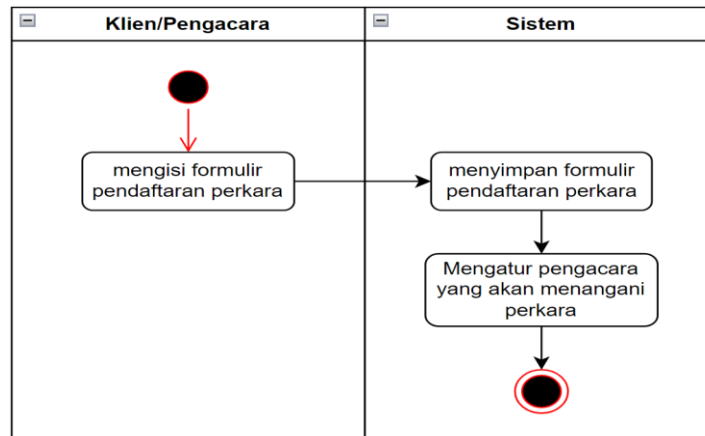 Klien/Pengacara
Sistem
mengisi formulir
pendaftaran perkara
menyimpan formulir
pendaftaran perkara
Mengatur pengacara
yang akan menangani
perkara